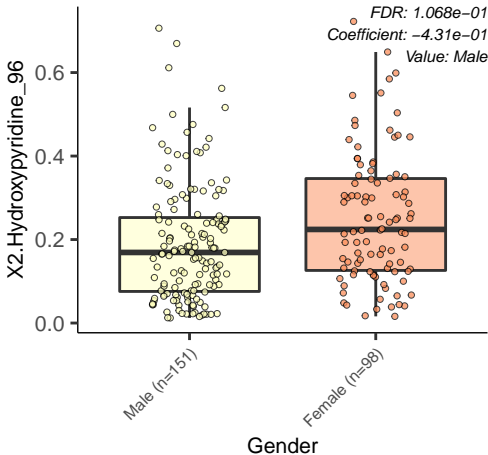 FDR: 1.068e−01
Coefficient: −4.31e−01
Value: Male
X2.Hydroxypyridine_96
0.6
0.4
0.2
0.0
Male (n=151)
Female (n=98)
Gender